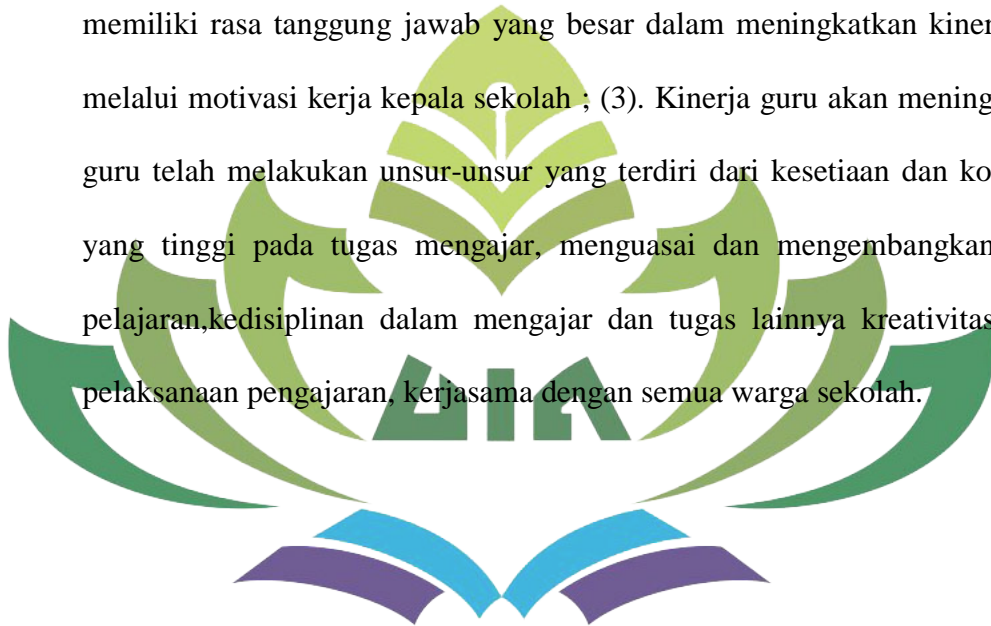 memiliki rasa tanggung jawab yang besar dalam meningkatkan kiner
melalui motivasi kerja kepala sekolah ; (3). Kinerja guru akan mening
guru telah melakukan unsur-unsur yang terdiri dari kesetiaan dan ko
yang tinggi pada tugas mengajar, menguasai dan mengembangkan
pelajaran,kedisiplinan dalam mengajar dan tugas lainnya kreativitas
pelaksanaan pengajaran, kerjasama dengan semua warga sekolah.